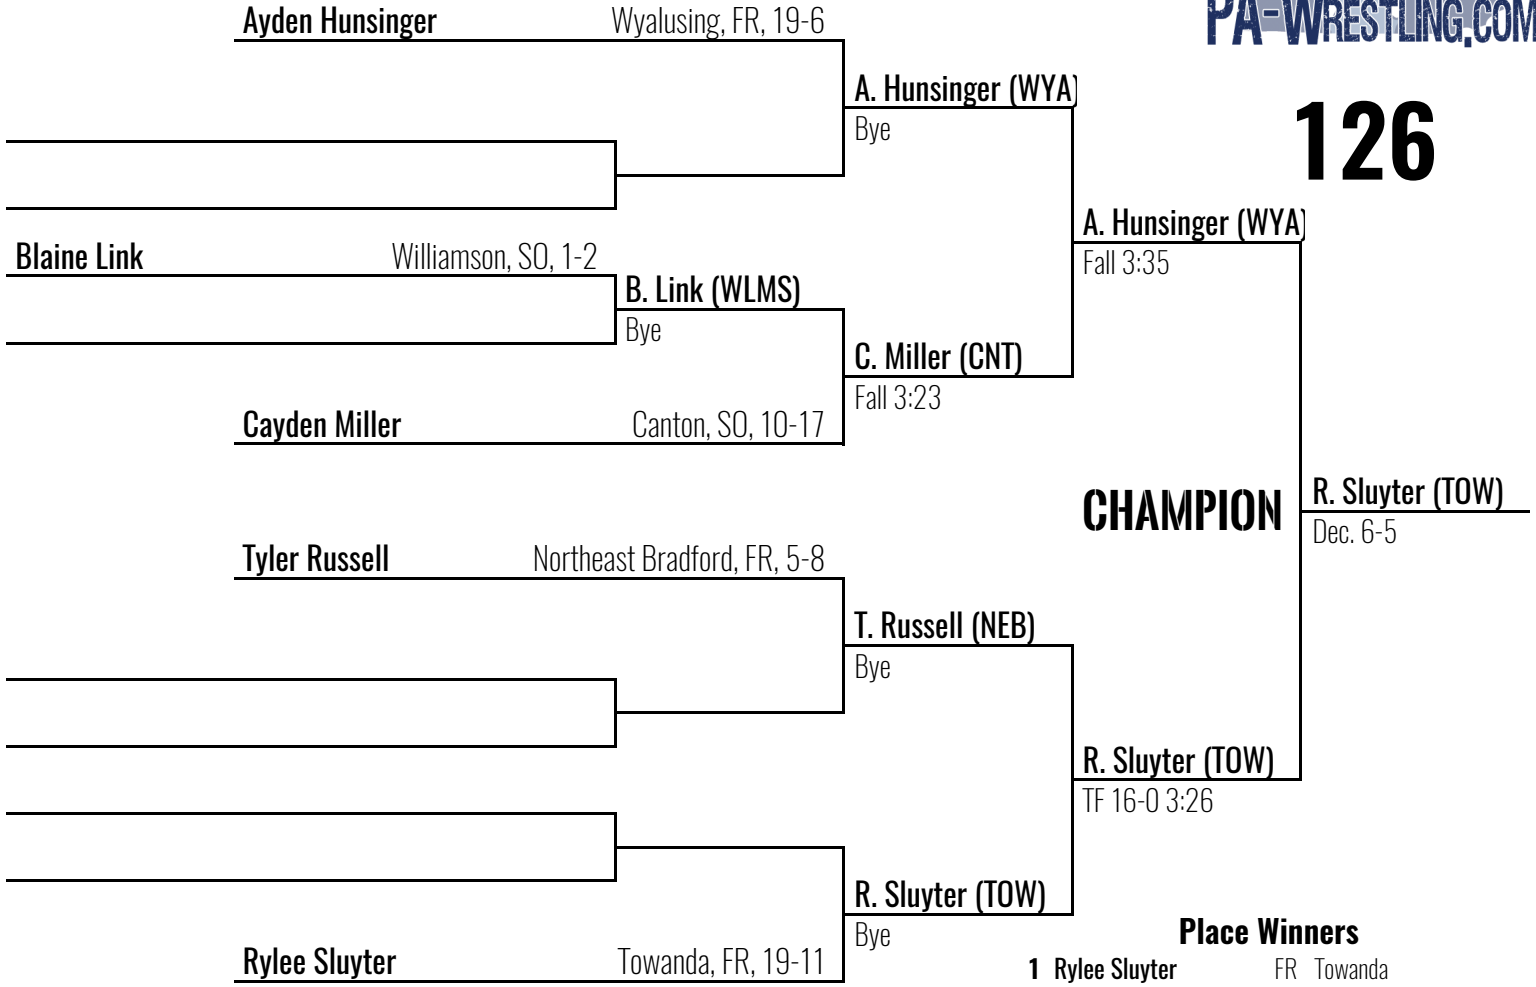 Ayden Hunsinger Wyalusing, FR, 19-6
PA-WRESTLING.COM
A. Hunsinger (WYA)
Bye
126
A. Hunsinger (WYA)
Fall 3:35
Blaine Link Williamson, SO, 1-2
B. Link (WLMS)
Bye
C. Miller (CNT)
Fall 3:23
Cayden Miller Canton, SO, 10-17
CHAMPION
R. Sluyter (TOW)
Dec. 6-5
Tyler Russell Northeast Bradford, FR, 5-8
T. Russell (NEB)
Bye
R. Sluyter (TOW)
TF 16-0 3:26
R. Sluyter (TOW)
Bye
Rylee Sluyter Towanda, FR, 19-11
Place Winners
1 Rylee Sluyter FR Towanda